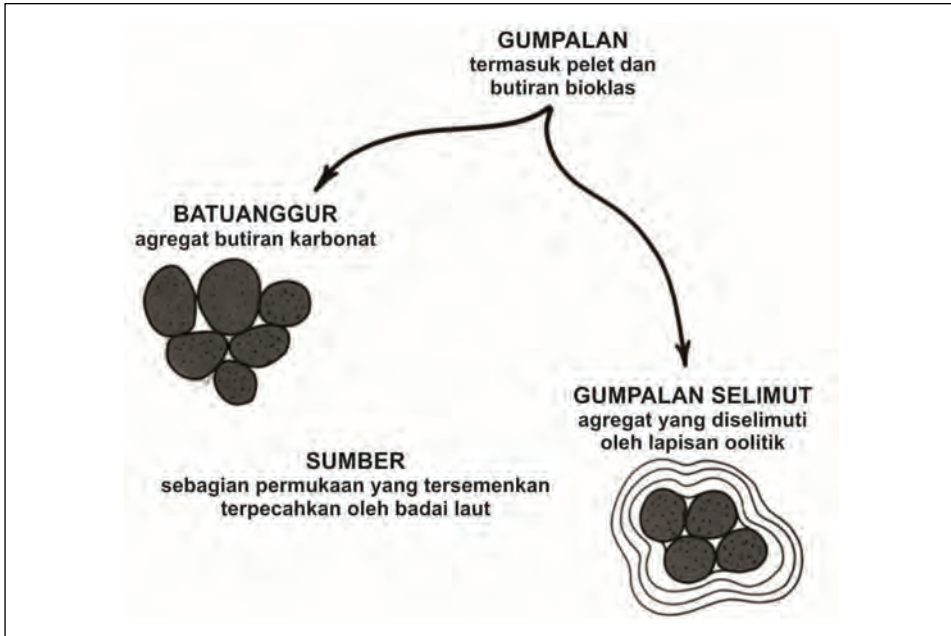 GUMPALAN
termasuk pelet dan
butiran bioklas
BATUANGGUR
agregat butiran karbonat
GUMPALAN SELIMUT
agregat yang diselimuti
oleh lapisan oolitik
SUMBER
sebagian permukaan yang tersemenkan
terpecahkan oleh badai laut